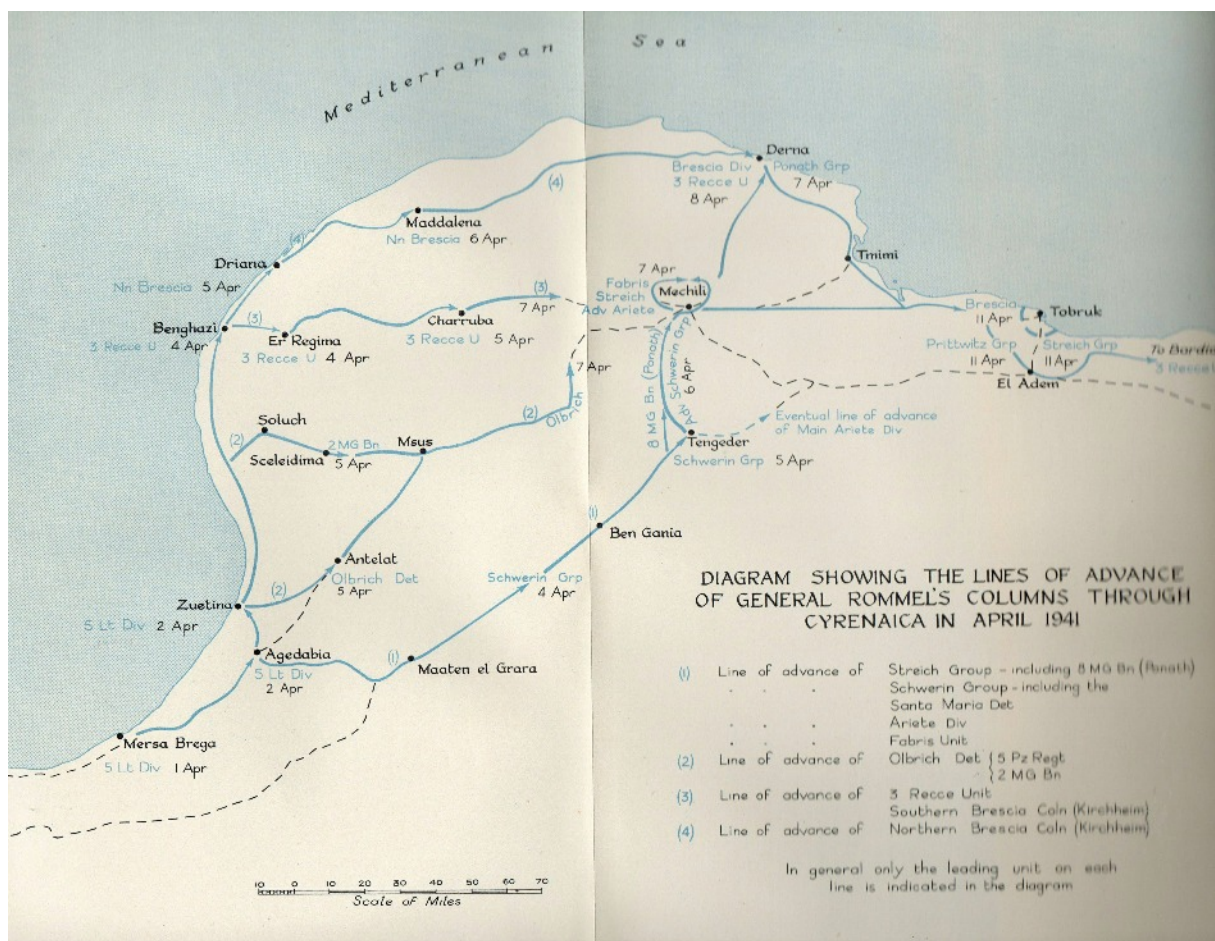 Mediterranean Sea
Derna
Brescia Div
3 Recce U
8 Apr
Ponath Grp
7 Apr
(4)
Maddalena
Nn Brescia 6 Apr
(4)
Driana
Nn Brescia 5 Apr
Tmimi
7 Apr
Fabris
Streich
Adv Ariete
Mechili
(3)
7 Apr
Benghazi
3 Recce U 4 Apr
(3)
Er Regima
3 Recce U 4 Apr
Charruba
3 Recce U 5 Apr
Brescia
11 Apr
Tobruk
Prittwitz Grp
11 Apr
Streich Grp
11 Apr
El Adem
To Bardia
3 Recce U
8 MG Bn (Ponath)
Adv Schwerin Grp
6 Apr
7 Apr
Olbrich
(2)
Eventual line of advance
of Main Ariete Div
Tengeder
Schwerin Grp 5 Apr
Soluch
(2)
Sceleidima
2 MG Bn
5 Apr
Msus
(1)
Ben Gania
Antelat
Olbrich Det
5 Apr
(2)
Schwerin Grp
4 Apr
Zuetina
5 Lt Div 2 Apr
Agedabia
5 Lt Div
2 Apr
(1)
Maaten el Grara
Mersa Brega
5 Lt Div 1 Apr
DIAGRAM SHOWING THE LINES OF ADVANCE
OF GENERAL ROMMEL'S COLUMNS THROUGH
CYRENAICA IN APRIL 1941
(1) Line of advance of Streich Group - including 8 MG Bn (Ponath)
. . . Schwerin Group - including the
Santa Maria Det
. . . Ariete Div
. . . Fabris Unit
(2) Line of advance of Olbrich Det { 5 Pz Regt
2 MG Bn
(3) Line of advance of 3 Recce Unit
Southern Brescia Coln (Kirchheim)
(4) Line of advance of Northern Brescia Coln (Kirchheim)
In general only the leading unit on each
line is indicated in the diagram
10 0 10 20 30 40 50 60 70
Scale of Miles